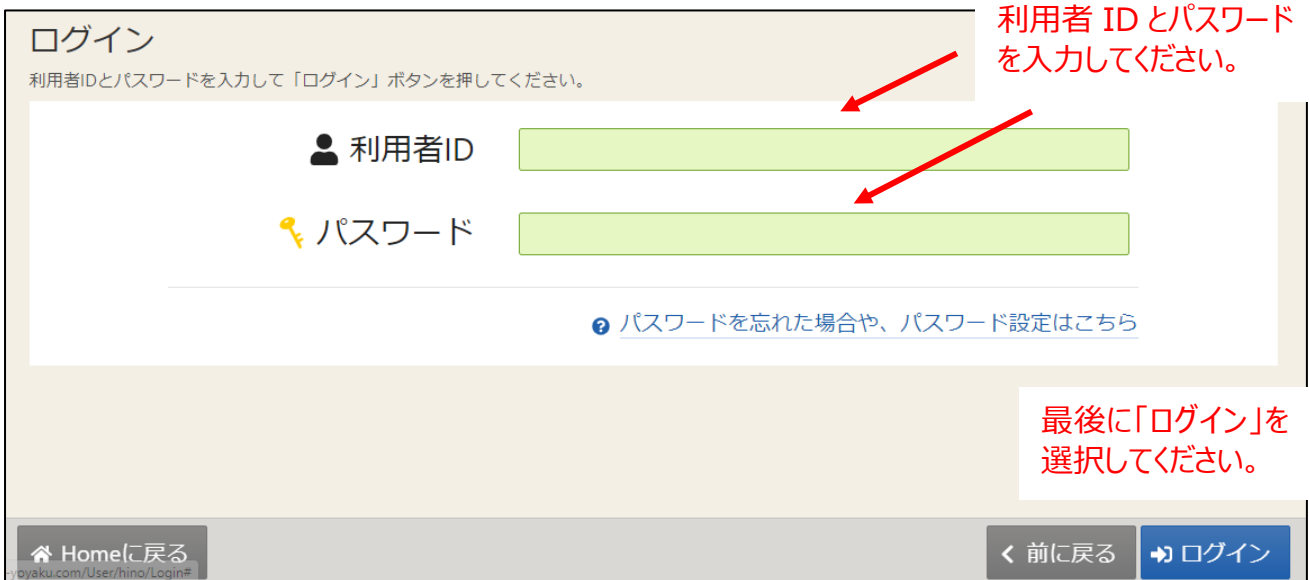 ログイン
利用者 ID とパスワード
を入力してください。
利用者IDとパスワードを入力して「ログイン」ボタンを押してください。
利用者ID
パスワード
パスワードを忘れた場合や、パスワード設定はこちら
最後に「ログイン」を
選択してください。
Homeに戻る
前に戻る
ログイン
-yoyaku.com/User/hino/Login#